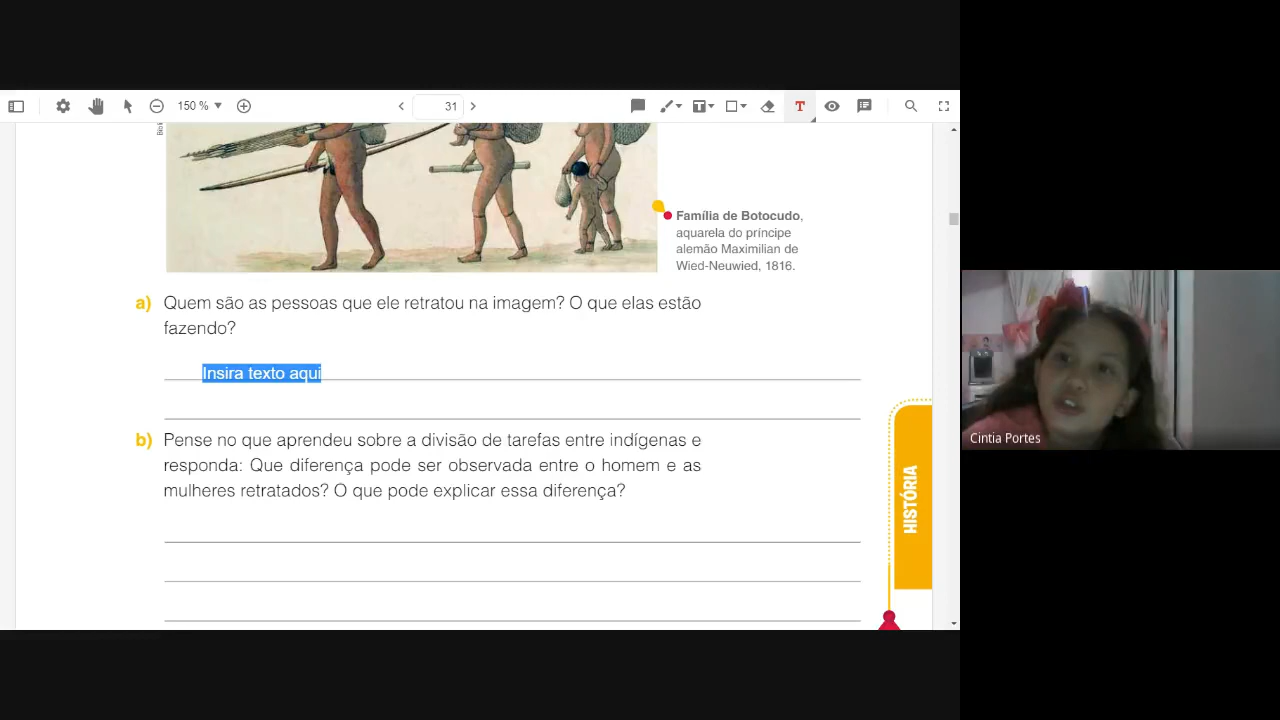 150 %
31
T
T
Família de Botocudo,
aquarela do príncipe
alemão Maximilian de
Wied-Neuwied, 1816.
a) Quem são as pessoas que ele retratou na imagem? O que elas estão
fazendo?
Insira texto aqui
b) Pense no que aprendeu sobre a divisão de tarefas entre indígenas e
responda: Que diferença pode ser observada entre o homem e as
mulheres retratados? O que pode explicar essa diferença?
HISTÓRIA
Cintia Portes